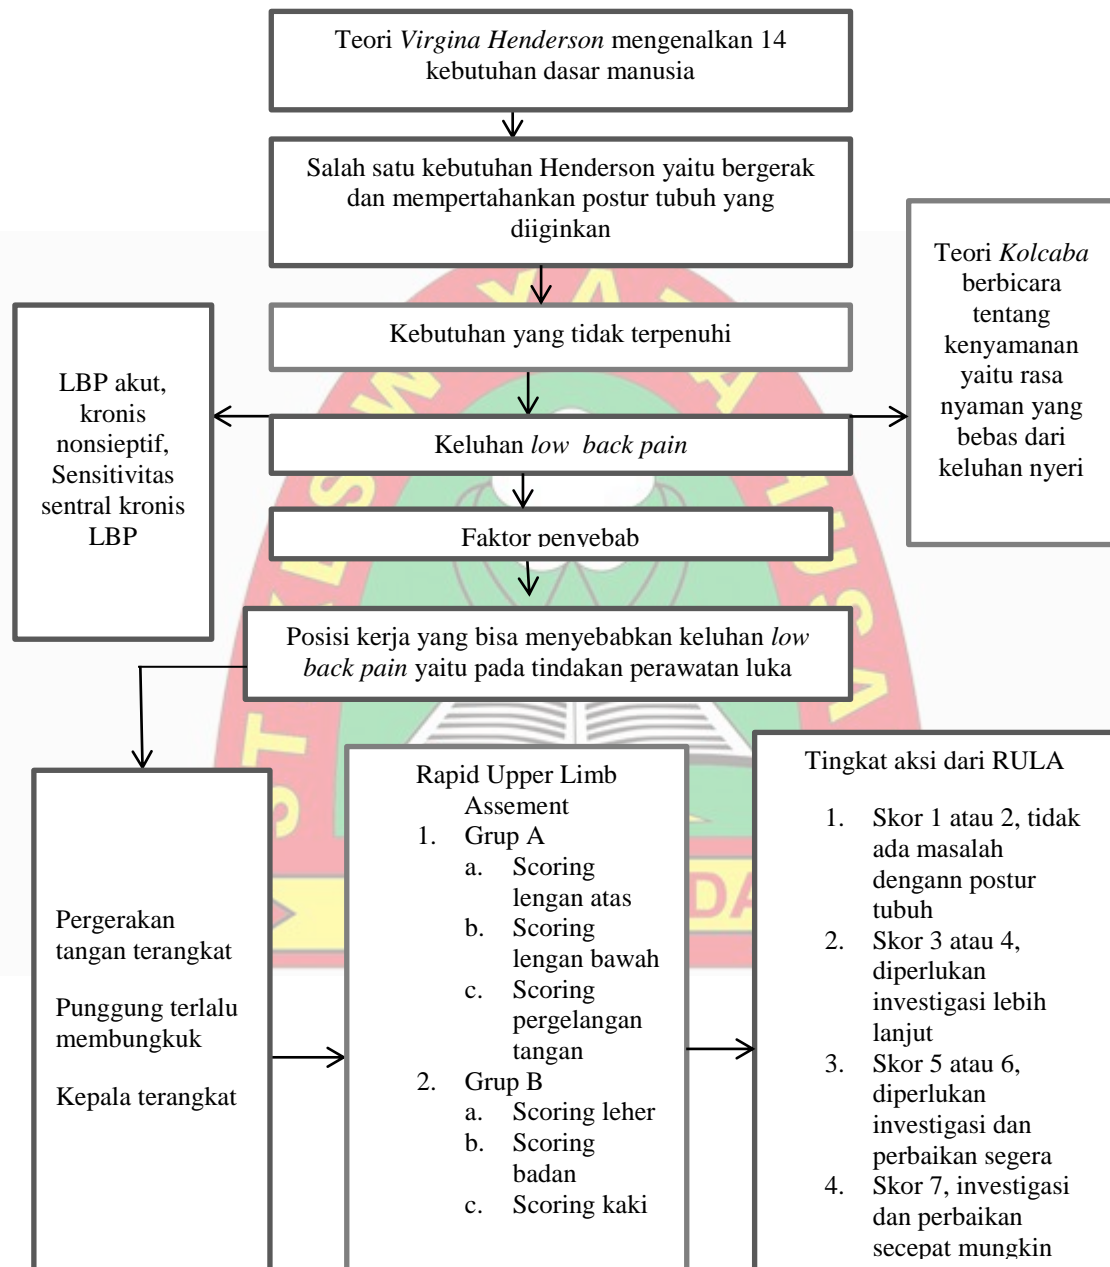 Teori Virgina Henderson mengenalkan 14
kebutuhan dasar manusia
Salah satu kebutuhan Henderson yaitu bergerak
dan mempertahankan postur tubuh yang
diiginkan
Teori Kolcaba
berbicara
tentang
kenyamanan
yaitu rasa
nyaman yang
bebas dari
keluhan nyeri
Kebutuhan yang tidak terpenuhi
LBP akut,
kronis
nonsieptif,
Sensitivitas
sentral kronis
LBP
Keluhan low back pain
Faktor penyebab
Posisi kerja yang bisa menyebabkan keluhan low
back pain yaitu pada tindakan perawatan luka
Pergerakan
tangan terangkat
Punggung terlalu
membungkuk
Kepala terangkat
Rapid Upper Limb
Assement
1. Grup A
a. Scoring
lengan atas
b. Scoring
lengan bawah
c. Scoring
pergelangan
tangan
2. Grup B
a. Scoring leher
b. Scoring
badan
c. Scoring kaki
Tingkat aksi dari RULA
1. Skor 1 atau 2, tidak
ada masalah
dengann postur
tubuh
2. Skor 3 atau 4,
diperlukan
investigasi lebih
lanjut
3. Skor 5 atau 6,
diperlukan
investigasi dan
perbaikan segera
4. Skor 7, investigasi
dan perbaikan
secepat mungkin